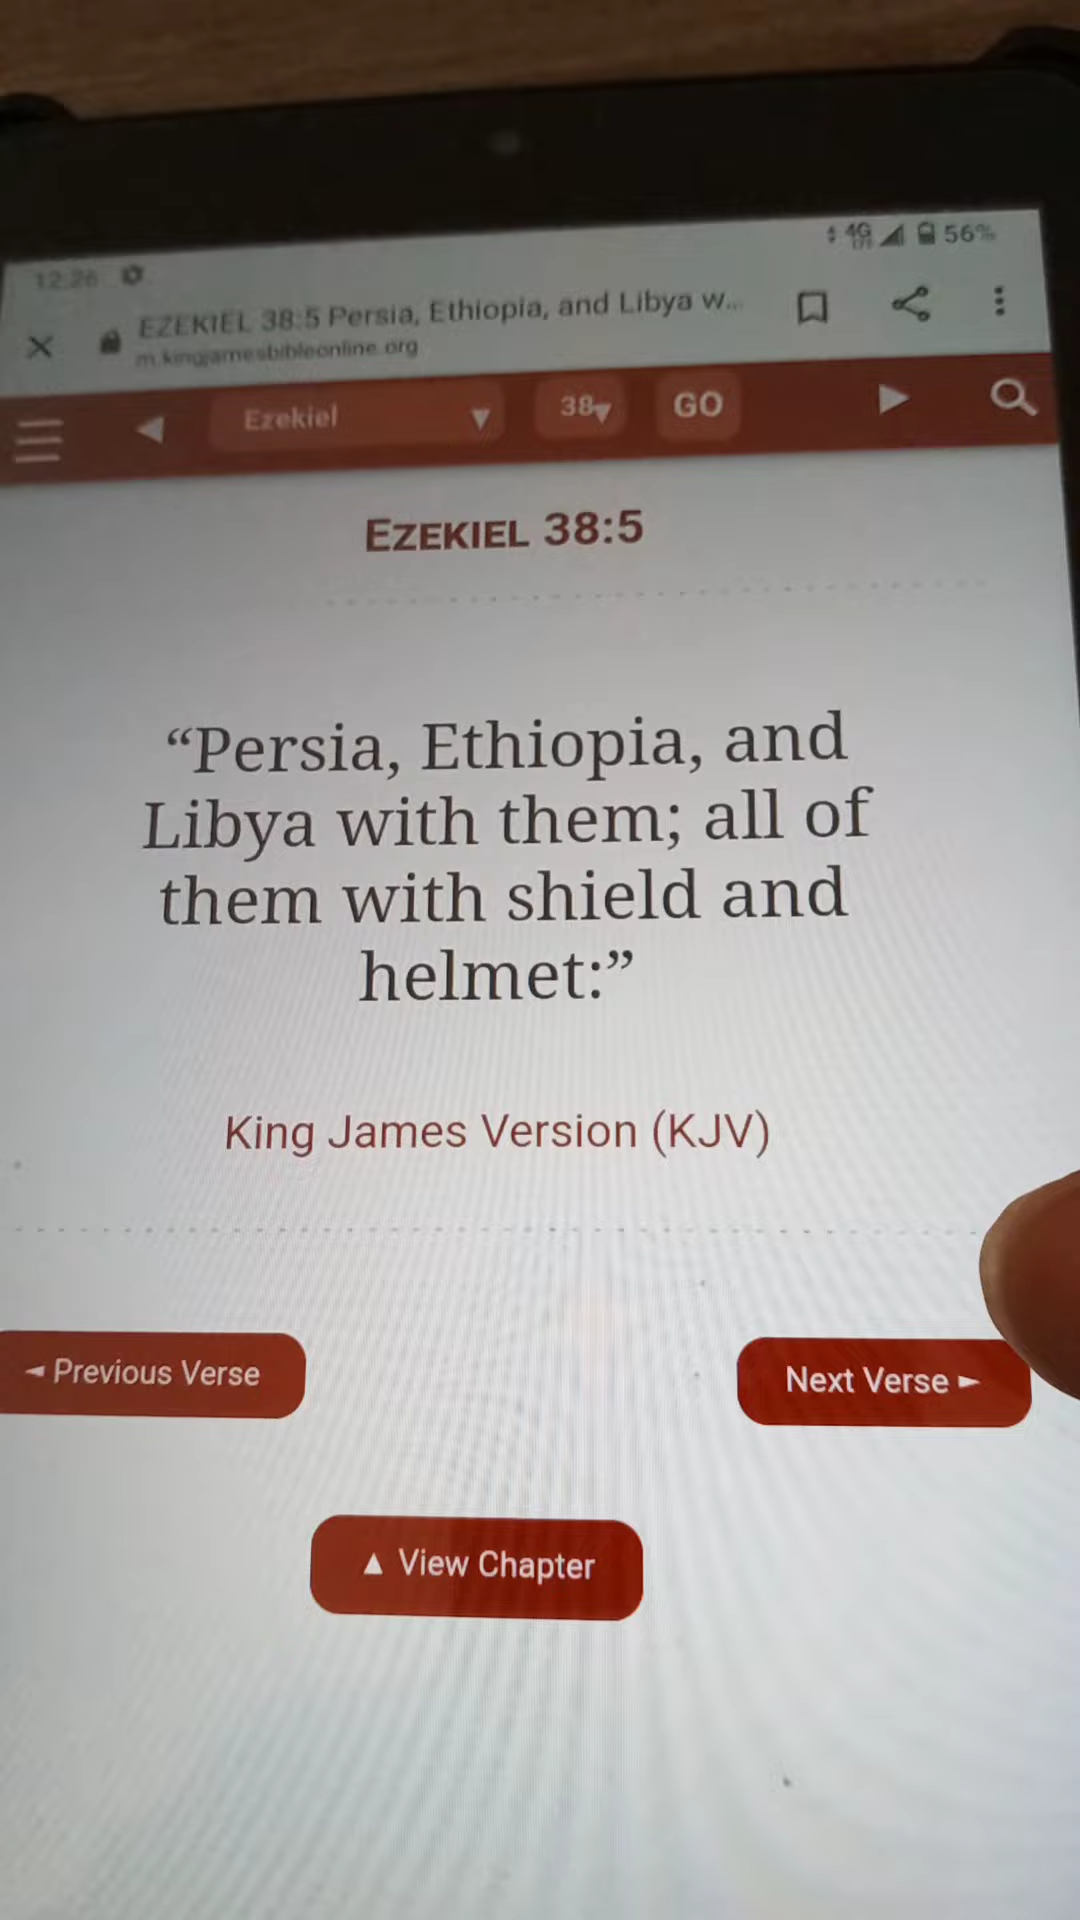 12:26
4G
56%
EZEKIEL 38:5 Persia, Ethiopia, and Libya w...
m.kingjamesbibleonline.org
Ezekiel
38
GO
EZEKIEL 38:5
“Persia, Ethiopia, and
Libya with them; all of
them with shield and
helmet:”
King James Version (KJV)
◄ Previous Verse
Next Verse ►
▲ View Chapter